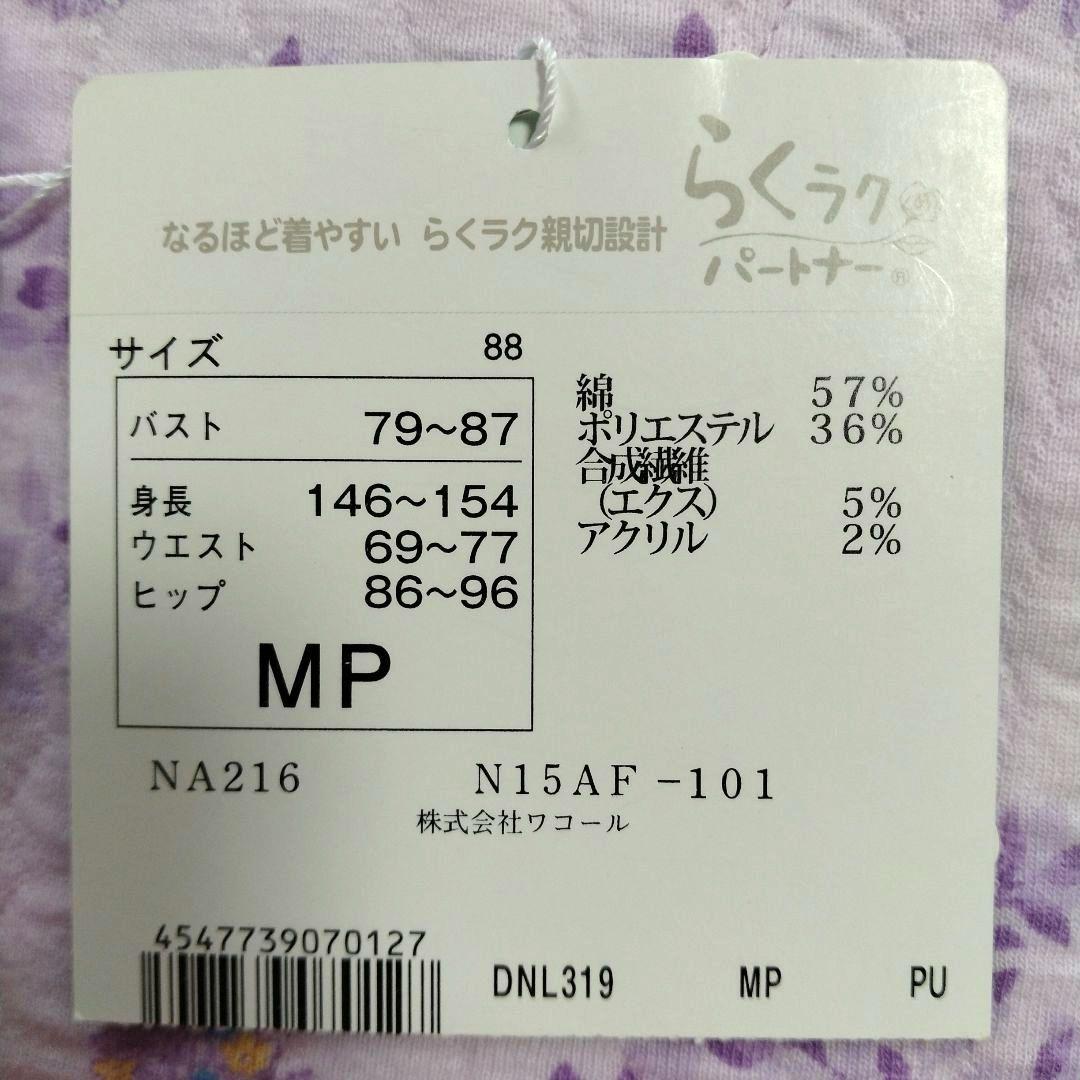 らくラク
パートナー®
なるほど着やすい らくラク親切設計
サイズ 88
バスト 79~87
身長 146~154
ウエスト 69~77
ヒップ 86~96
MP
綿 57%
ポリエステル 36%
合成繊維
(エクス) 5%
アクリル 2%
NA216 N15AF-101
株式会社ワコール
4547739070127
DNL319 MP PU